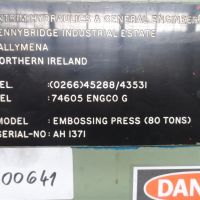 NTRIM HYDRAULICS & GENERAL ENGINEER
ENNYBRIDGE INDUSTRIAL ESTATE
ALLYMENA
ORTHERN IRELAND
EL. :(0266)45288/43531
EL. : 74605 ENGCO G
MODEL : EMBOSSING PRESS (80 TONS)
SERIAL-NO: AH 1371
00641
DAN